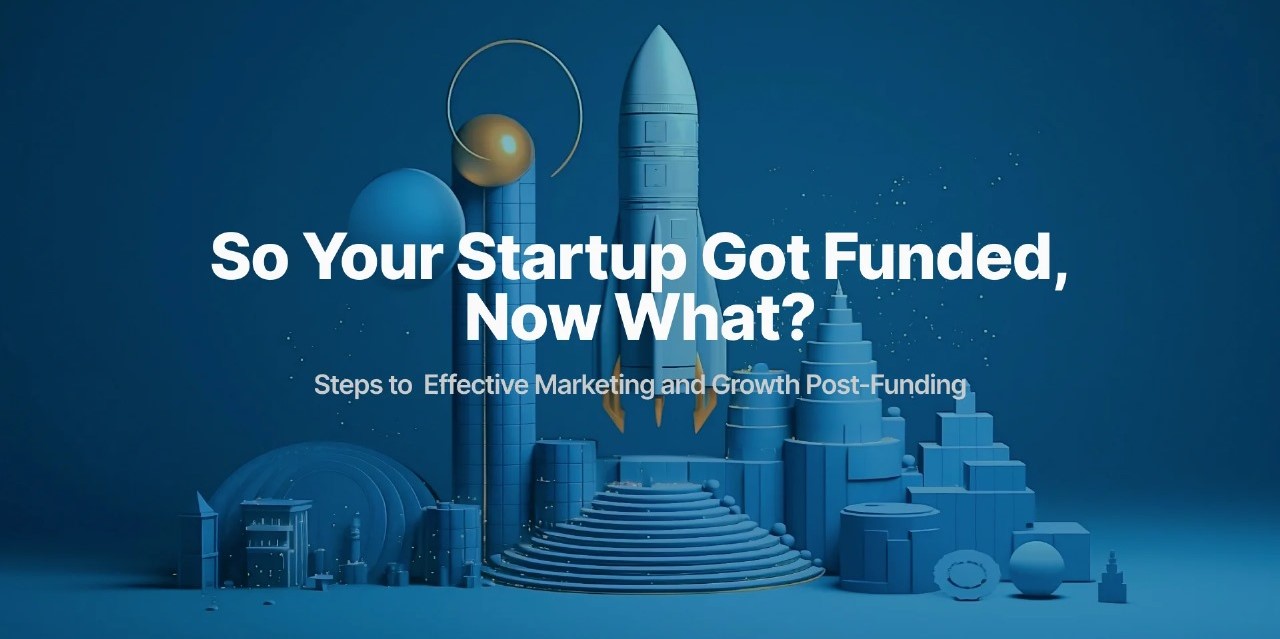 So Your Startup Got Funded,
Now What?
Steps to  Effective Marketing and Growth Post-Funding